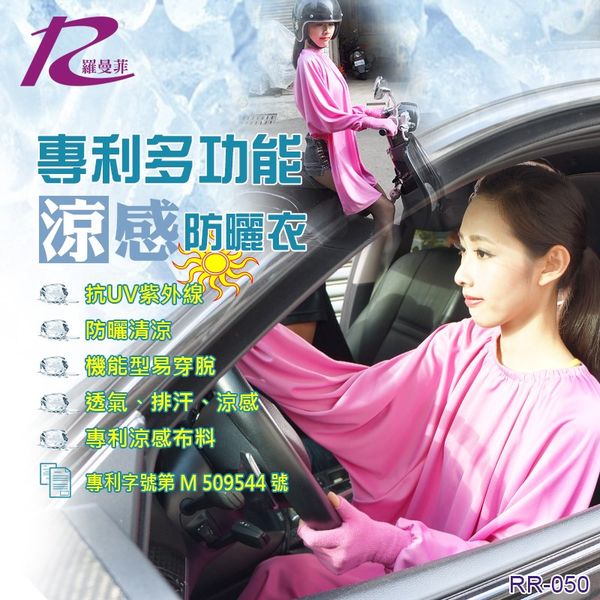 R
羅曼菲
專利多功能
涼感防曬衣
抗UV紫外線
防曬清涼
機能型易穿脫
透氣、排汗、涼感
專利涼感布料
專利字號第 M 509544 號
RR-050